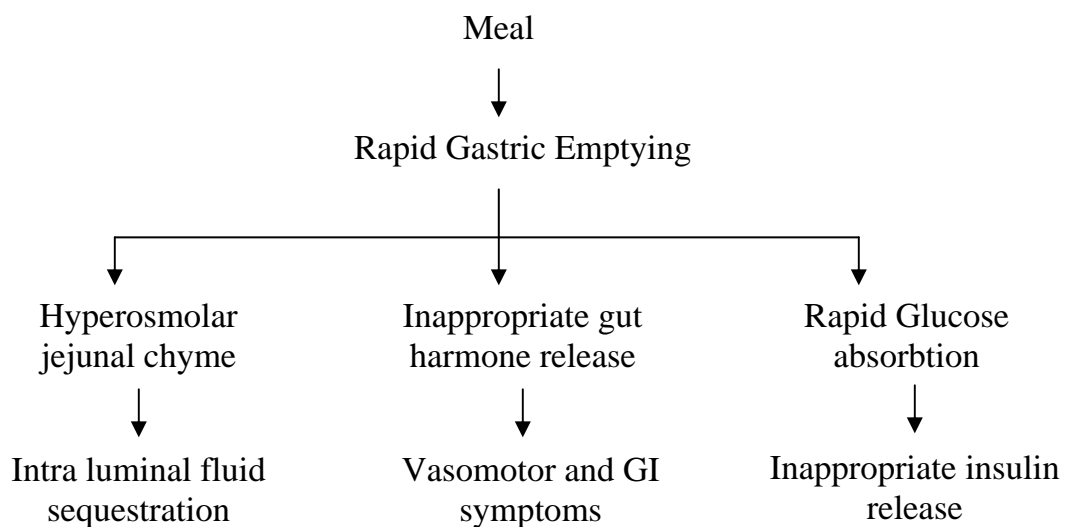 Meal
Rapid Gastric Emptying
Hyperosmolar
jejunal chyme
Inappropriate gut
harmone release
Rapid Glucose
absorbtion
Intra luminal fluid
sequestration
Vasomotor and GI
symptoms
Inappropriate insulin
release